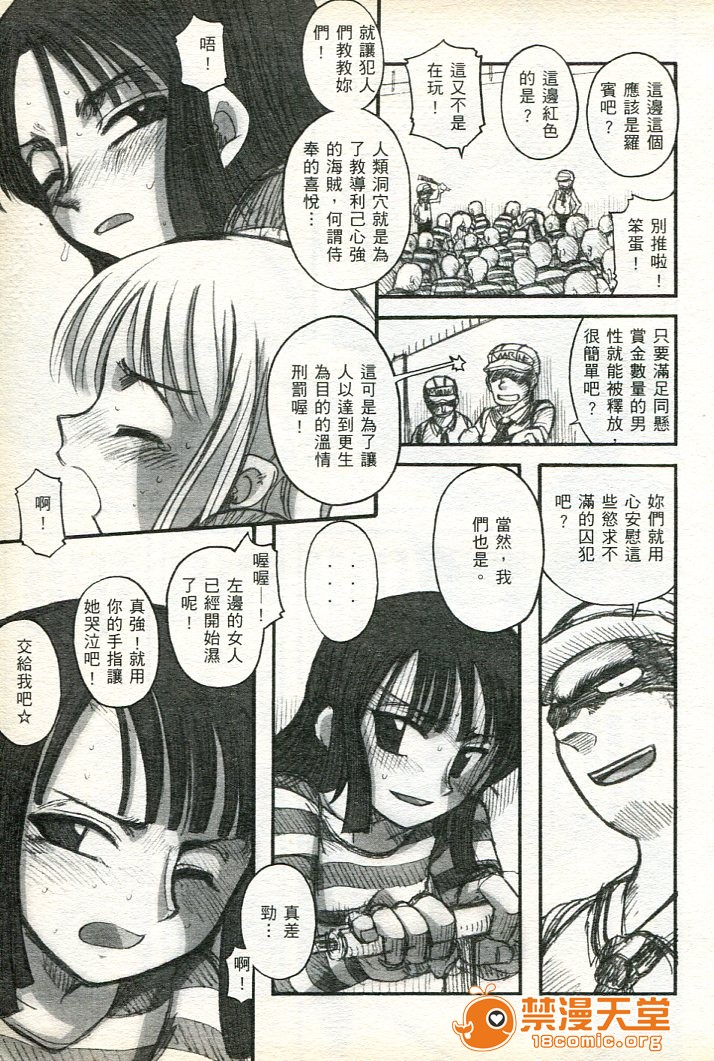 這邊這個
應該是羅
賓吧？
這邊紅色
的是？
這又不是
在玩！
別推啦！
笨蛋！
就讓犯人
們教教妳
們！
唔！
人類洞穴就是為
了教導利己心強
的海賊，何謂侍
奉的喜悅…
只要滿足同懸
賞金數量的男
性就能被釋放，
很簡單吧？
MARINE
這可是為了讓
人以達到更生
為目的的溫情
刑罰喔！
啊！
妳們就用
心安慰這
些慾求不
滿的囚犯
吧？
當然，我
們也是。
．．．．
．．．．
真差
勁…
喔喔─！
左邊的女人
已經開始濕
了呢！
真強！就用
你的手指讓
她哭泣吧！
交給我吧☆
啊！
禁漫天堂
18comic.org